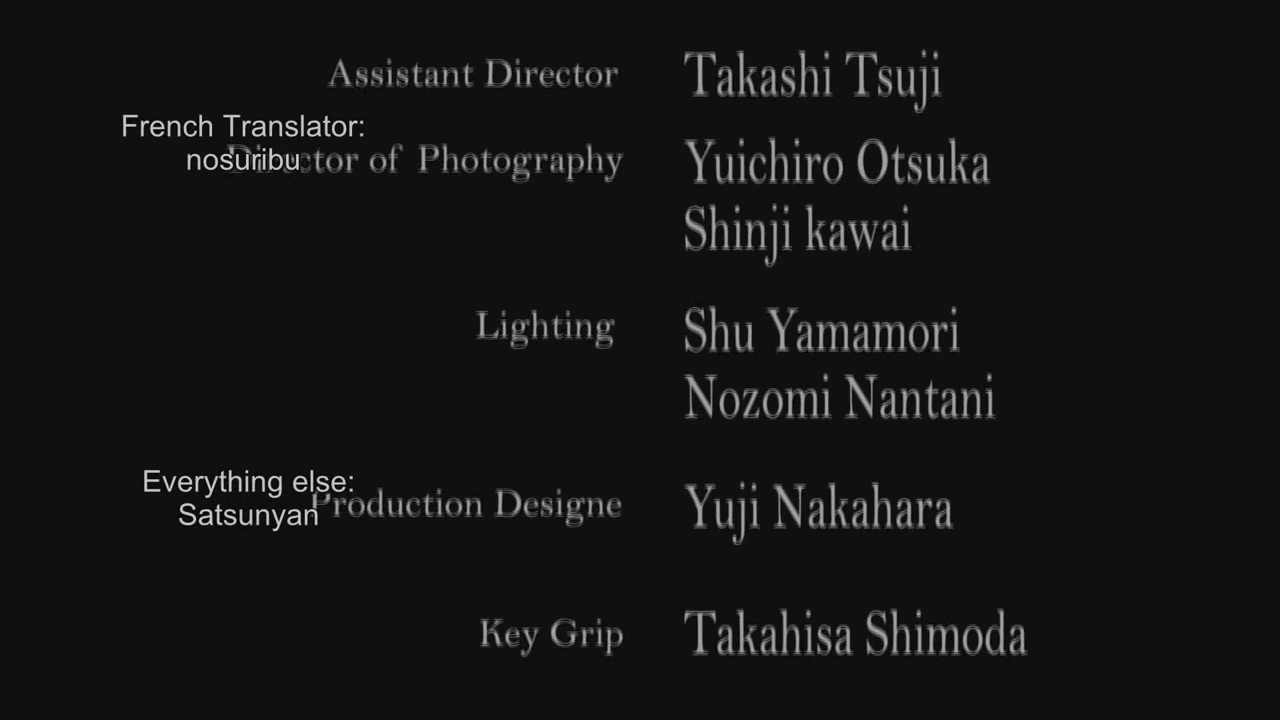 Assistant Director Takashi Tsuji
French Translator:
nosuribu
Director of Photography Yuichiro Otsuka
Shinji kawai
Lighting Shu Yamamori
Nozomi Nantani
Everything else:
Satsunyan
Production Designe Yuji Nakahara
Key Grip Takahisa Shimoda